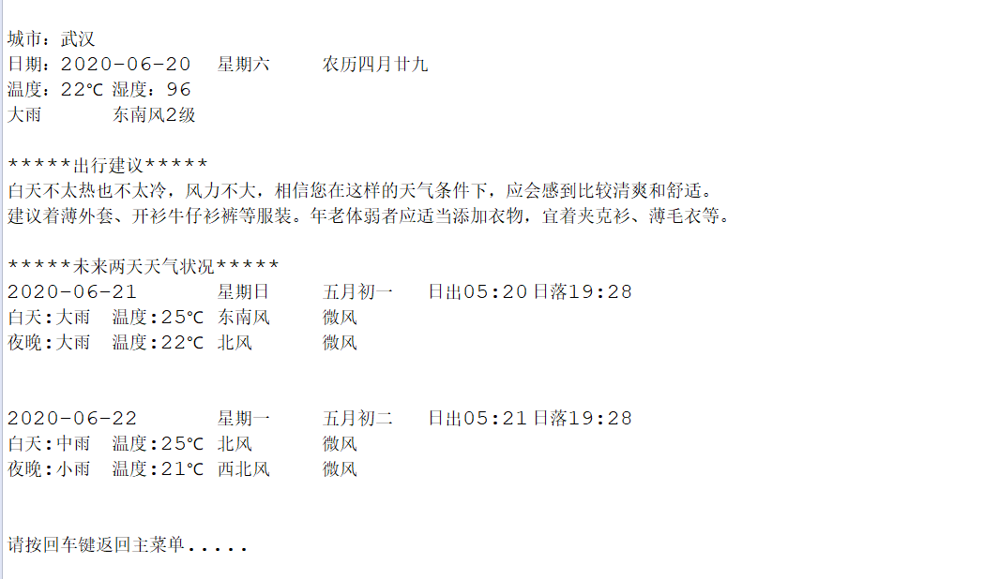 城市：武汉
日期：2020-06-20 星期六 农历四月廿九
温度：22℃ 湿度：96
大雨 东南风2级
*****出行建议*****
白天不太热也不太冷，风力不大，相信您在这样的天气条件下，应会感到比较清爽和舒适。
建议着薄外套、开衫牛仔衫裤等服装。年老体弱者应适当添加衣物，宜着夹克衫、薄毛衣等。
*****未来两天天气状况*****
2020-06-21 星期日 五月初一 日出05:20 日落19:28
白天:大雨 温度:25℃ 东南风 微风
夜晚:大雨 温度:22℃ 北风 微风
2020-06-22 星期一 五月初二 日出05:21 日落19:28
白天:中雨 温度:25℃ 北风 微风
夜晚:小雨 温度:21℃ 西北风 微风
请按回车键返回主菜单.....